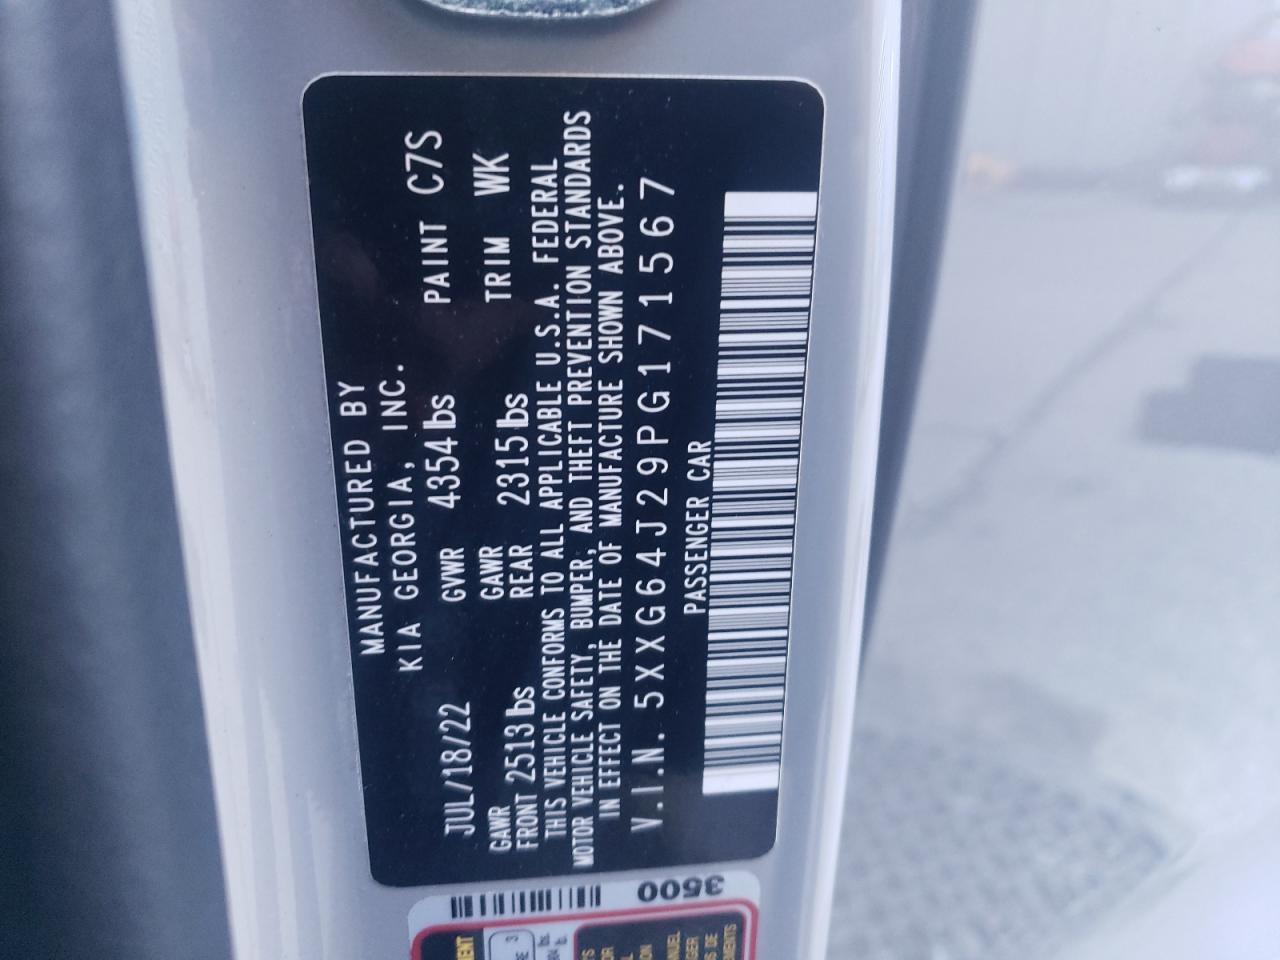 MANUFACTURED BY
KIA GEORGIA, INC.
JUL/18/22 GVWR 4354 lbs PAINT C7S
GAWR FRONT 2513 lbs GAWR REAR 2315 lbs TRIM WK
THIS VEHICLE CONFORMS TO ALL APPLICABLE U.S.A. FEDERAL
MOTOR VEHICLE SAFETY, BUMPER, AND THEFT PREVENTION STANDARDS
IN EFFECT ON THE DATE OF MANUFACTURE SHOWN ABOVE.
V.I.N. 5XXG64J29PG171567
PASSENGER CAR
3500